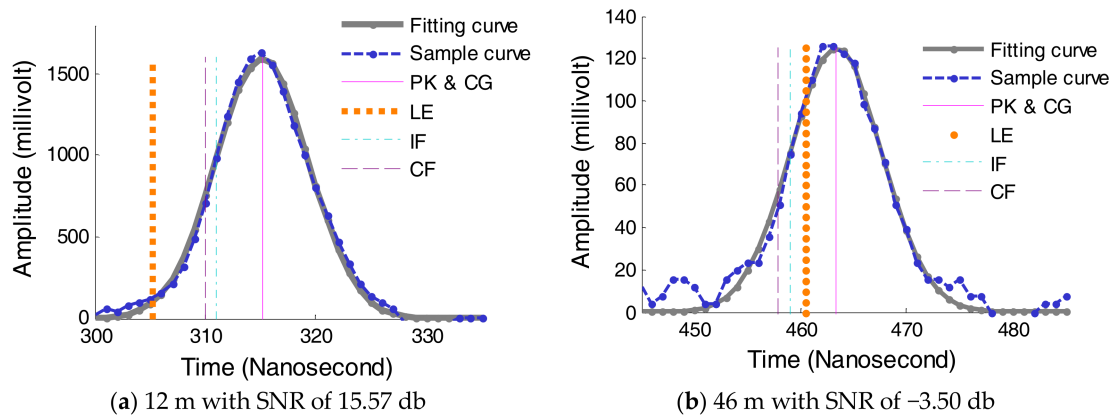 Amplitude (millivolt)
1500
1000
500
0
300
310
320
330
Time (Nanosecond)
Fitting curve
Sample curve
PK & CG
LE
IF
CF
(a) 12 m with SNR of 15.57 db
Amplitude (millivolt)
140
120
100
80
60
40
20
0
450
460
470
480
Time (Nanosecond)
Fitting curve
Sample curve
PK & CG
LE
IF
CF
(b) 46 m with SNR of −3.50 db